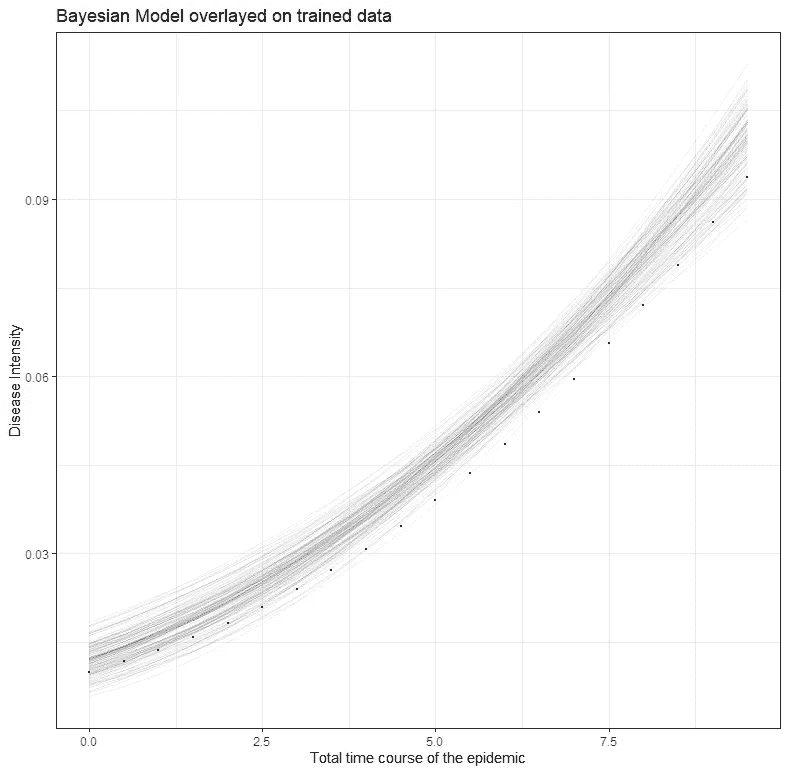 Bayesian Model overlayed on trained data
Disease Intensity
0.09
0.06
0.03
0.0 2.5 5.0 7.5
Total time course of the epidemic